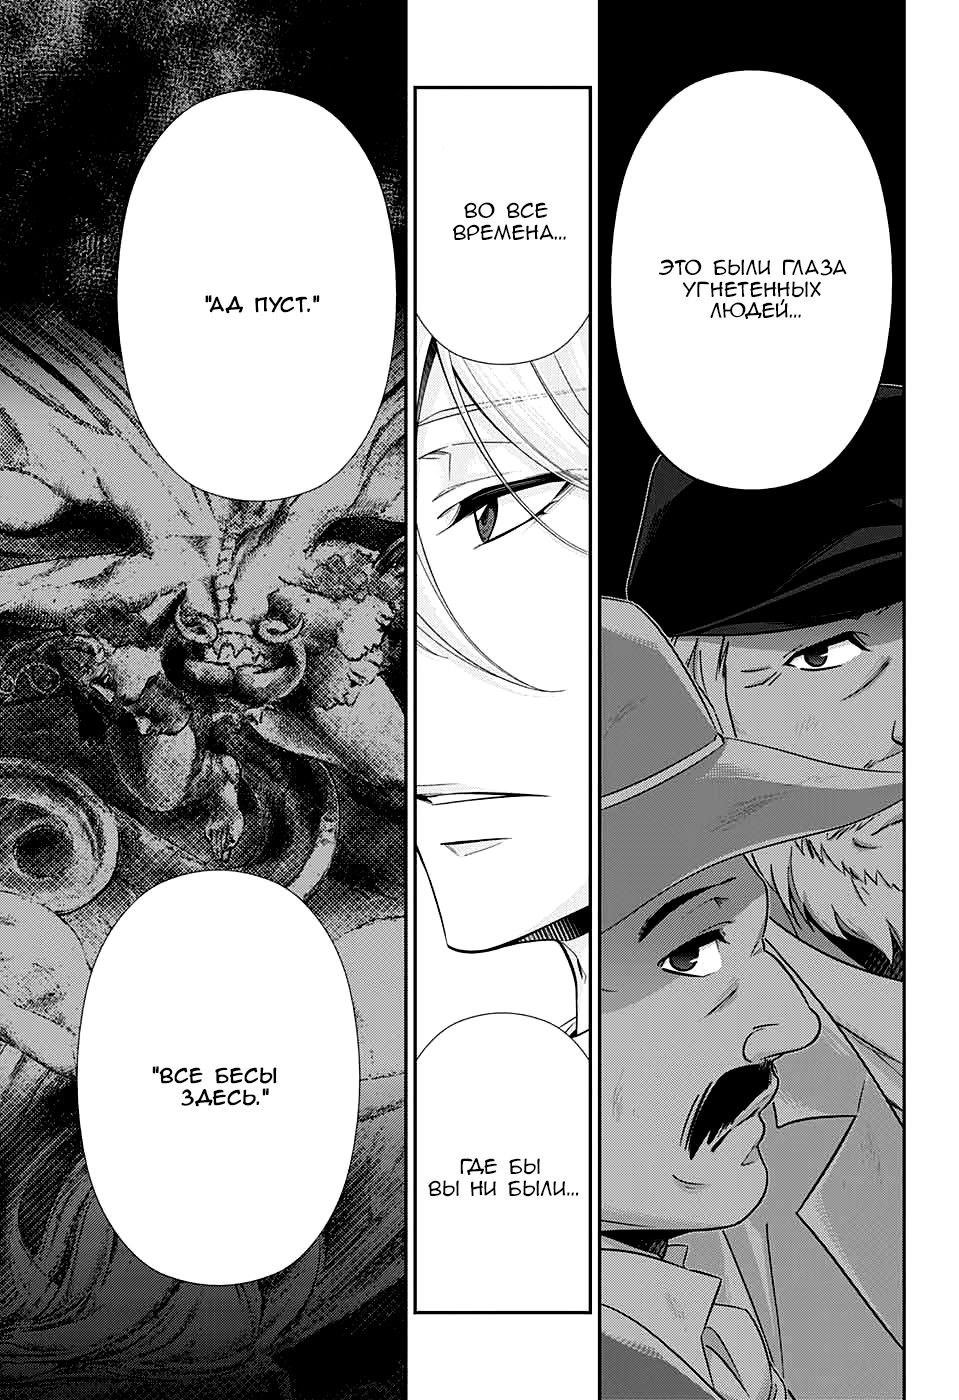 ЭТО БЫЛИ ГЛАЗА
УГНЕТЕННЫХ
ЛЮДЕЙ...
ВО ВСЕ
ВРЕМЕНА...
ГДЕ БЫ
ВЫ НИ БЫЛИ...
"АД ПУСТ."
"ВСЕ БЕСЫ
ЗДЕСЬ."